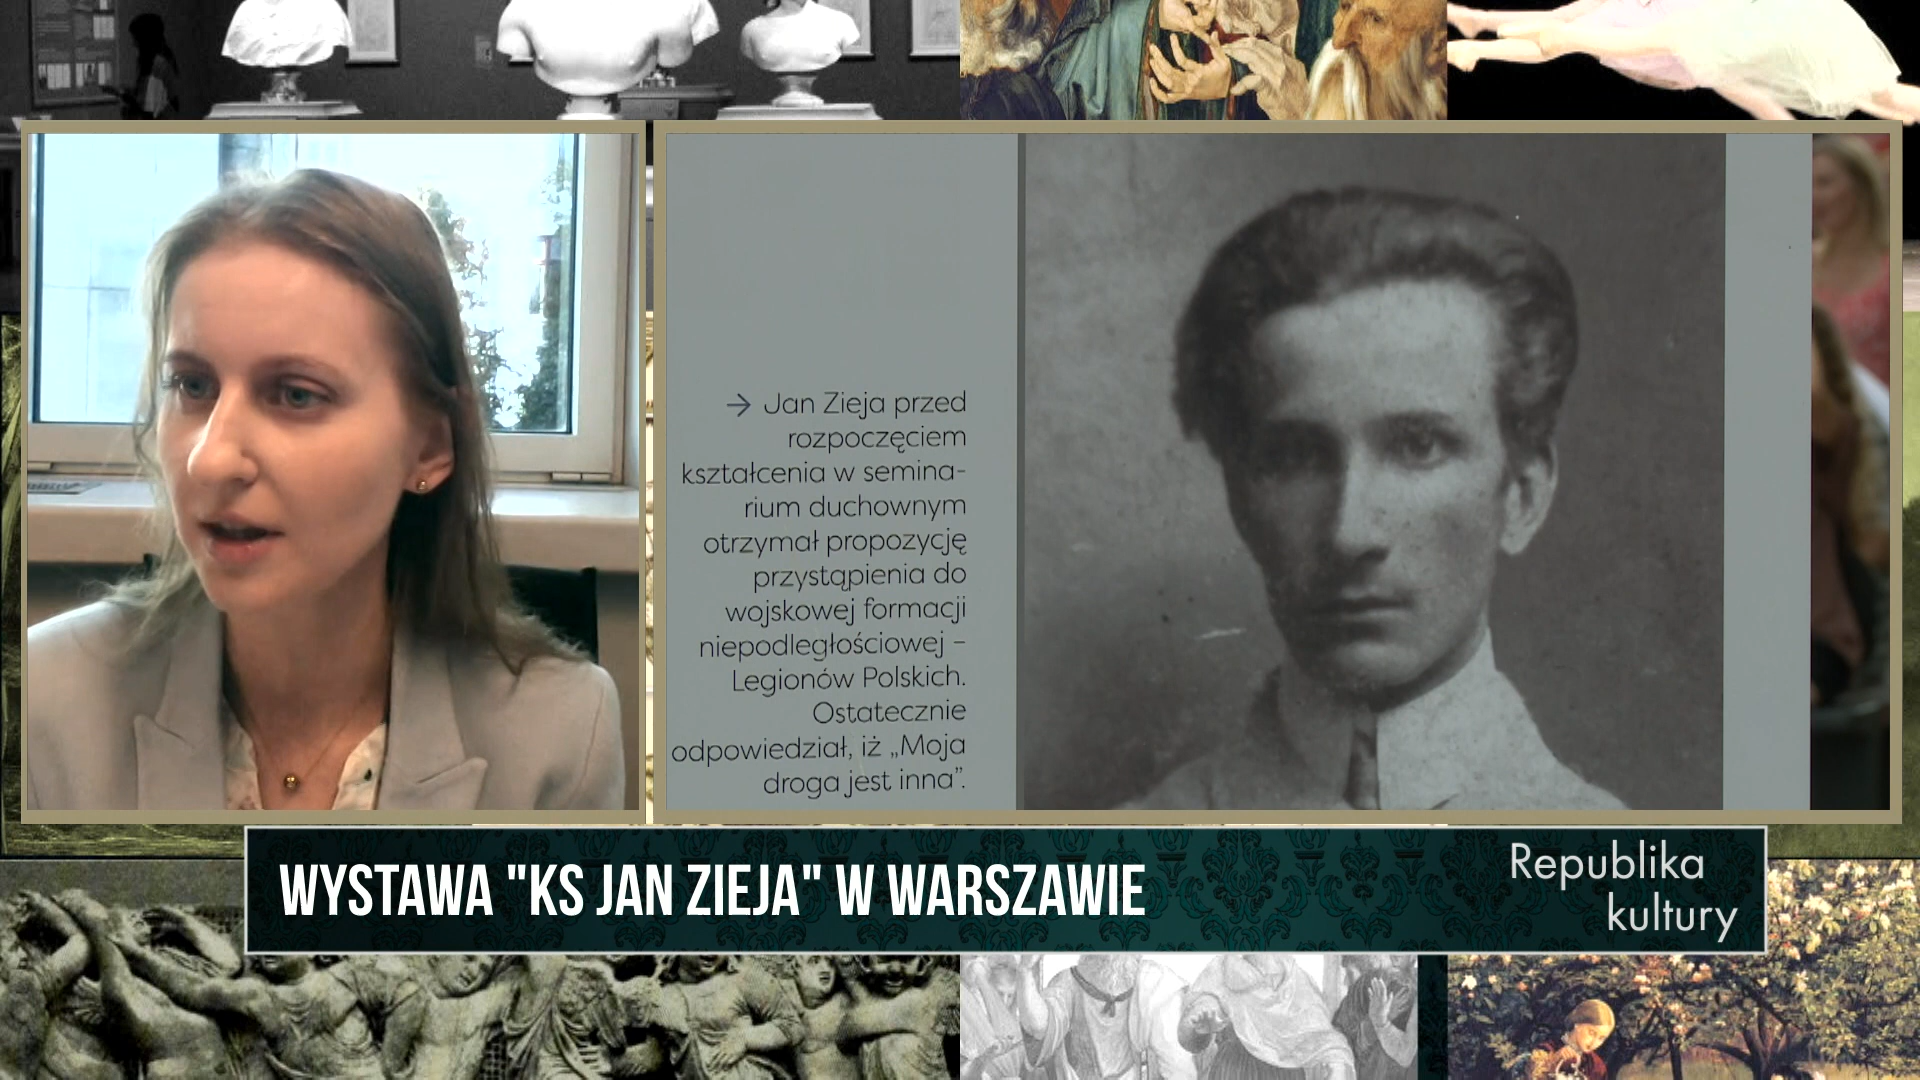 → Jan Zieja przed
rozpoczęciem
kształcenia w semina-
rium duchownym
otrzymał propozycję
przystąpienia do
wojskowej formacji
niepodległościowej –
Legionów Polskich.
Ostatecznie
odpowiedział, iż „Moja
droga jest inna”.
WYSTAWA "KS JAN ZIEJA" W WARSZAWIE
Republika
kultury